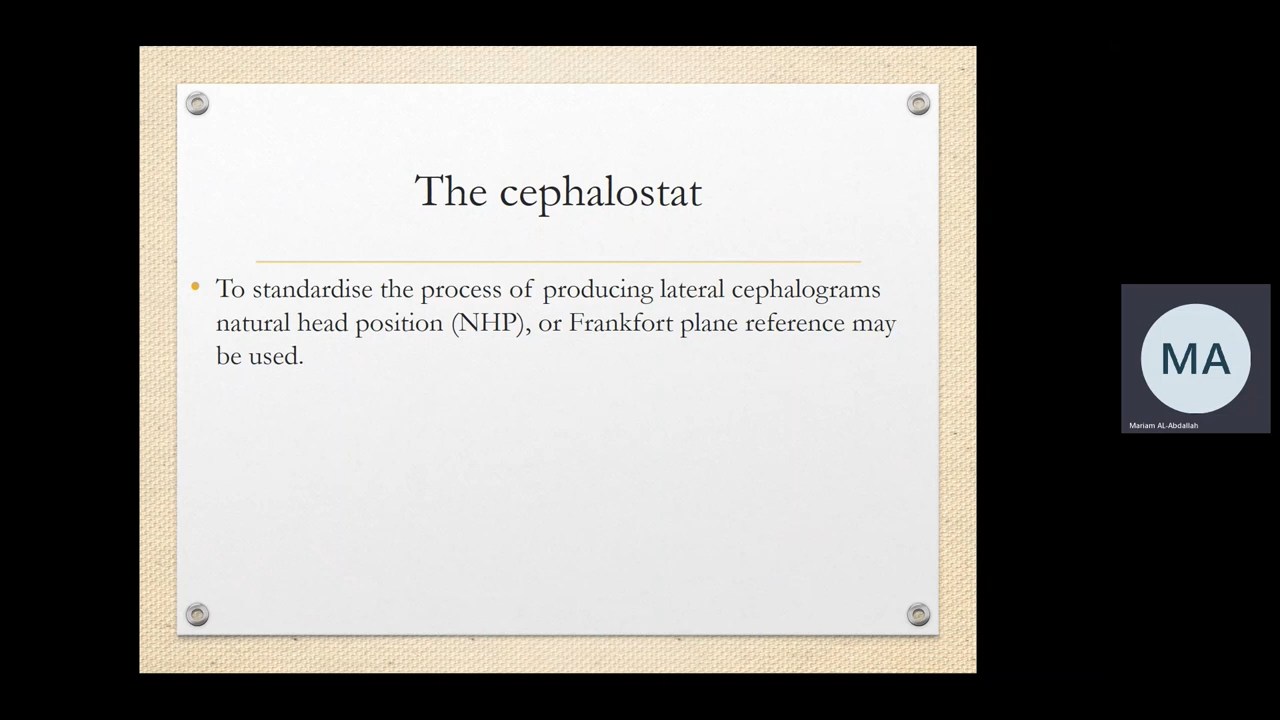 The cephalostat
To standardise the process of producing lateral cephalograms
natural head position (NHP), or Frankfort plane reference may
be used.
MA
Mariam AL-Abdallah